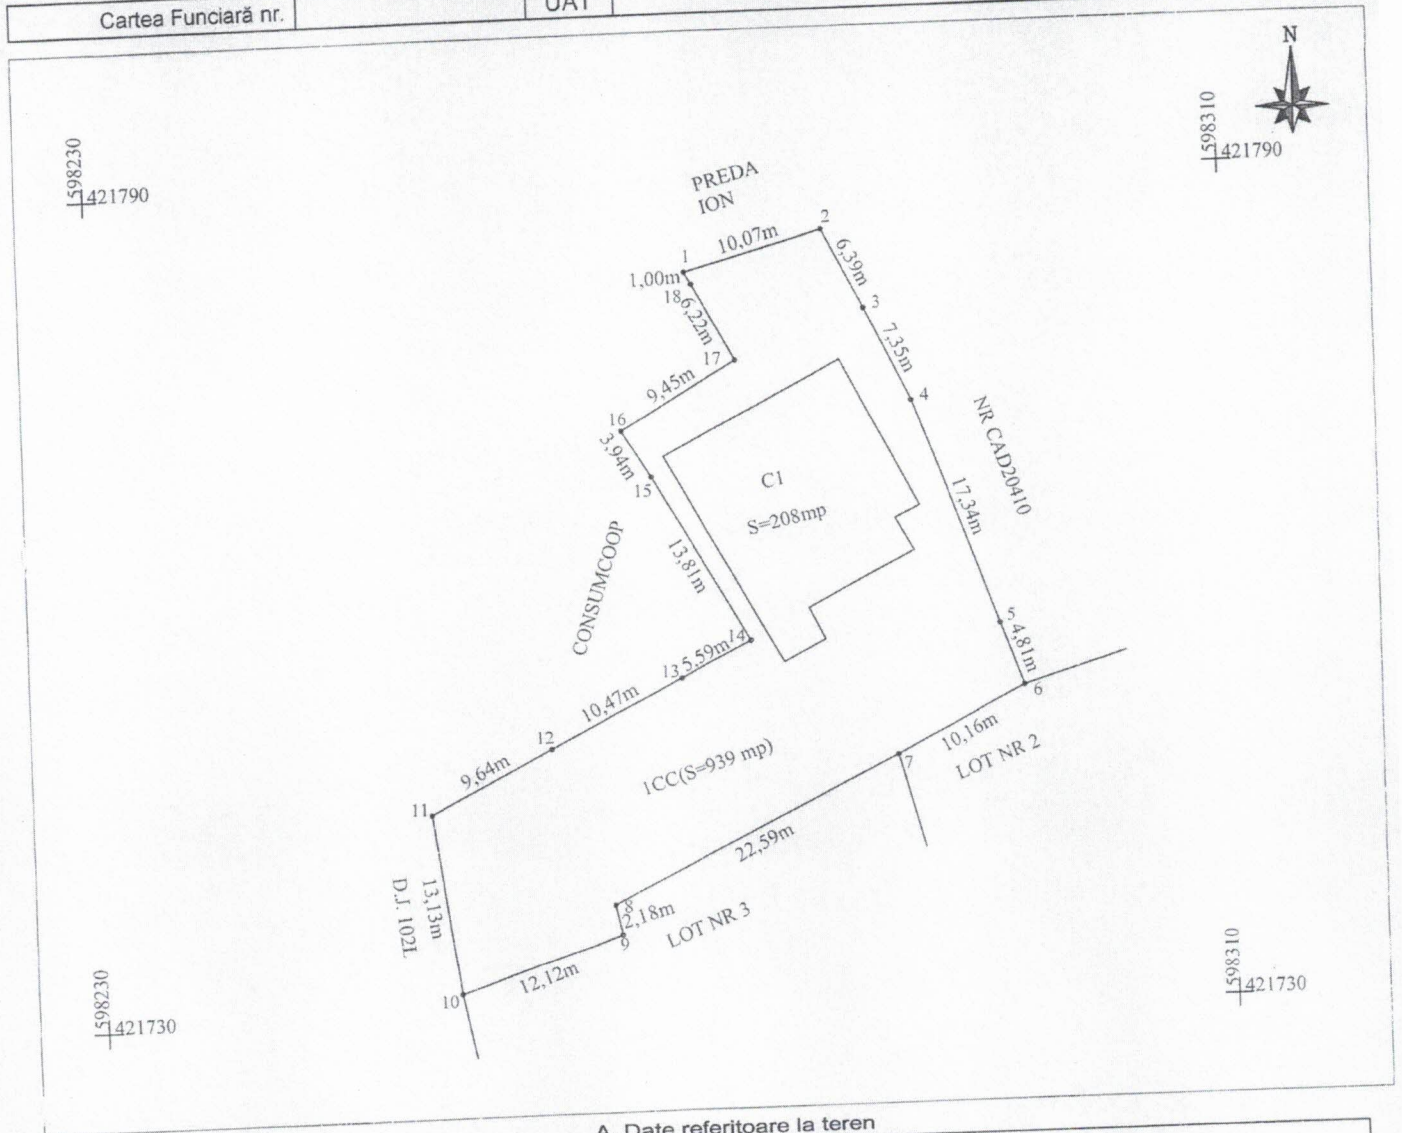 Cartea Funciară nr.
UAT
N
598230
421790
598310
421790
PREDA
ION
1
10,07m
2
1,00m
18
6,22m
6,39m
3
7,35m
17
9,45m
4
16
3,94m
15
NR CAD20410
17,34m
C1
S=208mp
CONSUMCOOP
13,81m
14
5
4,81m
13
5,59m
6
10,47m
12
10,16m
9,64m
LOT NR 2
7
1CC(S=939 mp)
11
22,59m
13,13m
D.J. 102L
8
2,18m
9
LOT NR 3
12,12m
10
598230
421730
598310
421730
A. Date referitoare la teren